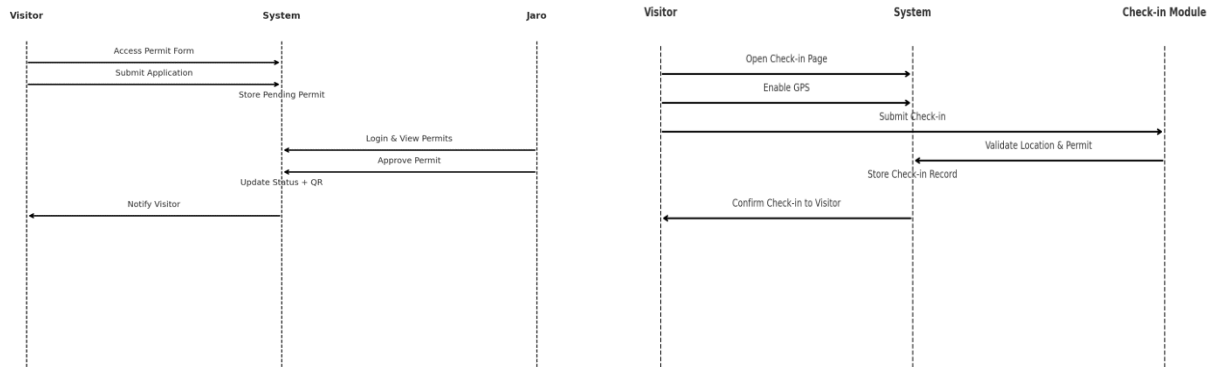 Visitor
System
Jaro
Access Permit Form
Submit Application
Store Pending Permit
Login & View Permits
Approve Permit
Update Status + QR
Notify Visitor
Visitor
System
Check-in Module
Open Check-in Page
Enable GPS
Submit Check-in
Validate Location & Permit
Store Check-in Record
Confirm Check-in to Visitor